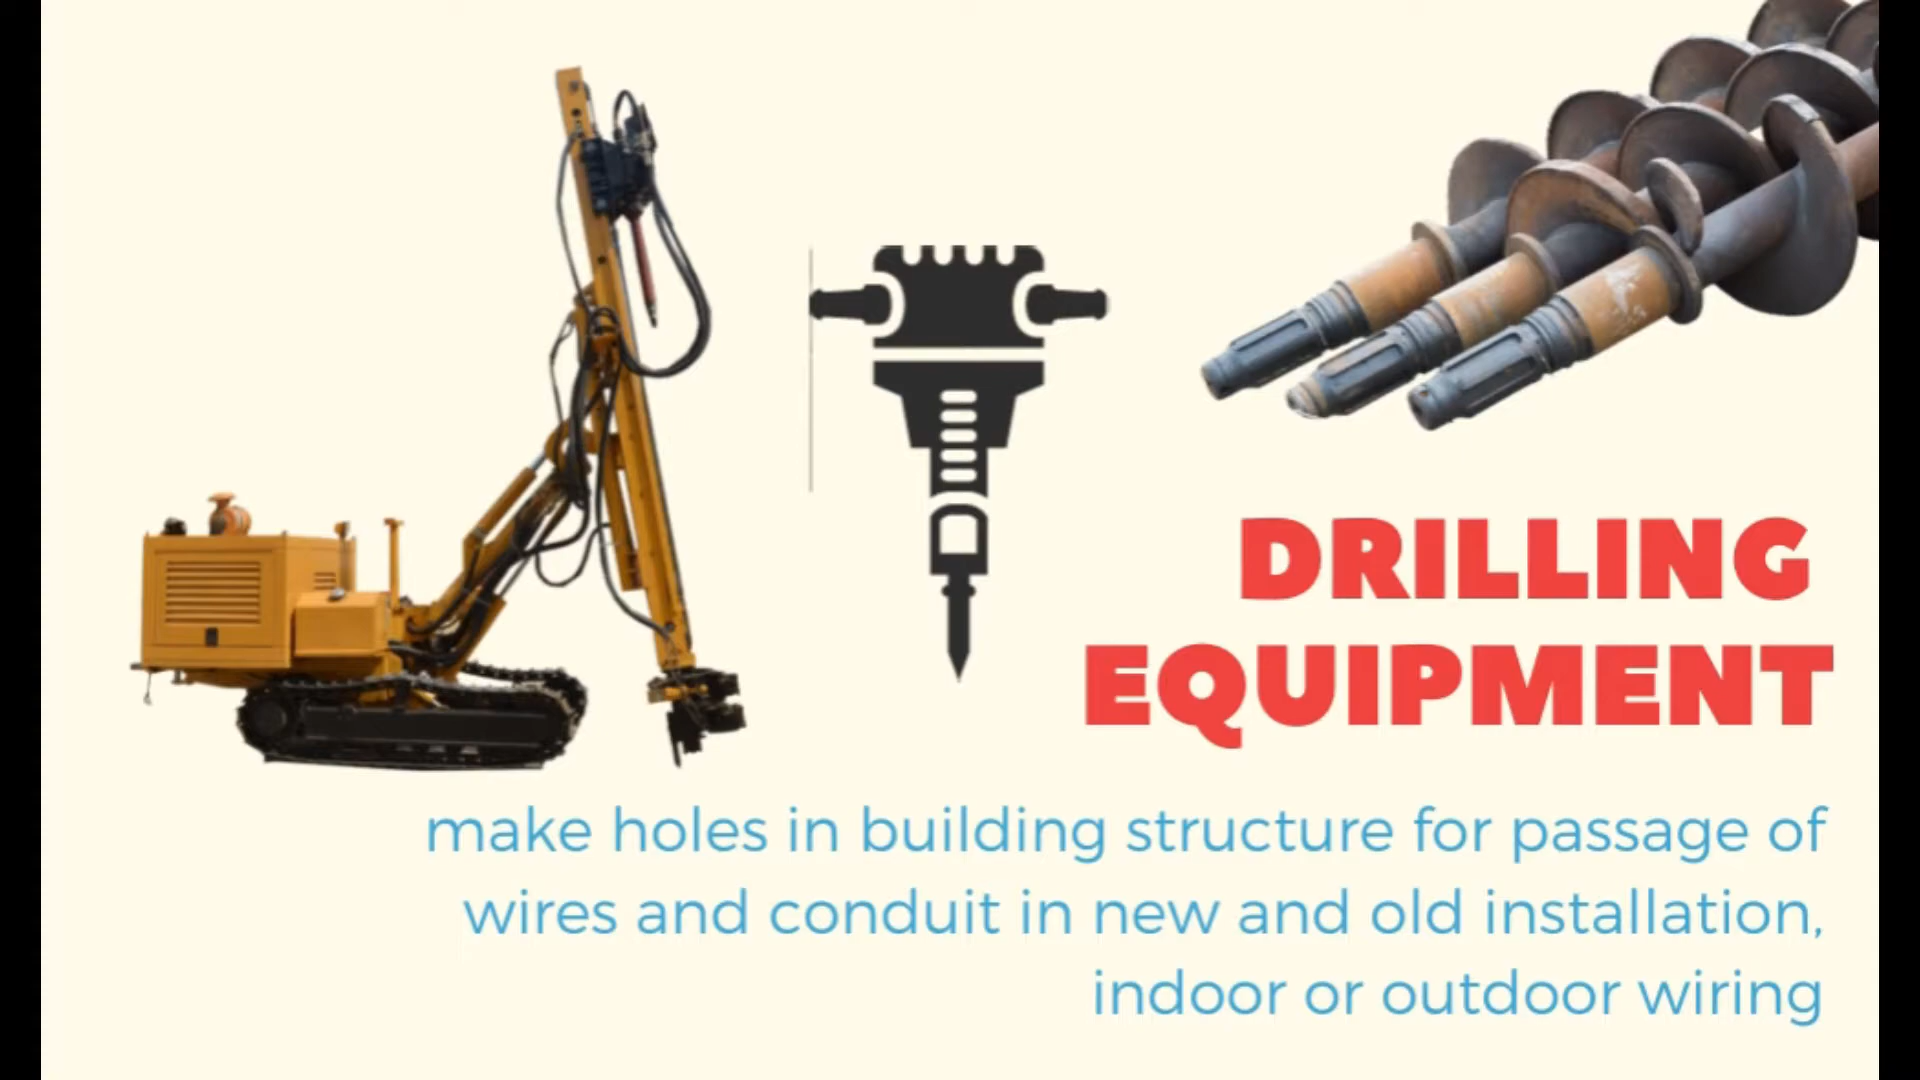 DRILLING
EQUIPMENT
make holes in building structure for passage of
wires and conduit in new and old installation,
indoor or outdoor wiring